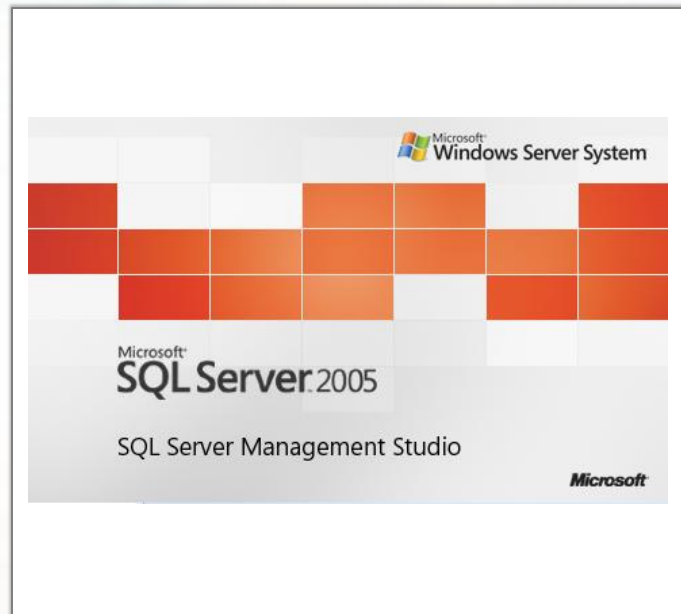 Microsoft
Windows Server System
Microsoft
SQL Server 2005
SQL Server Management Studio
Microsoft